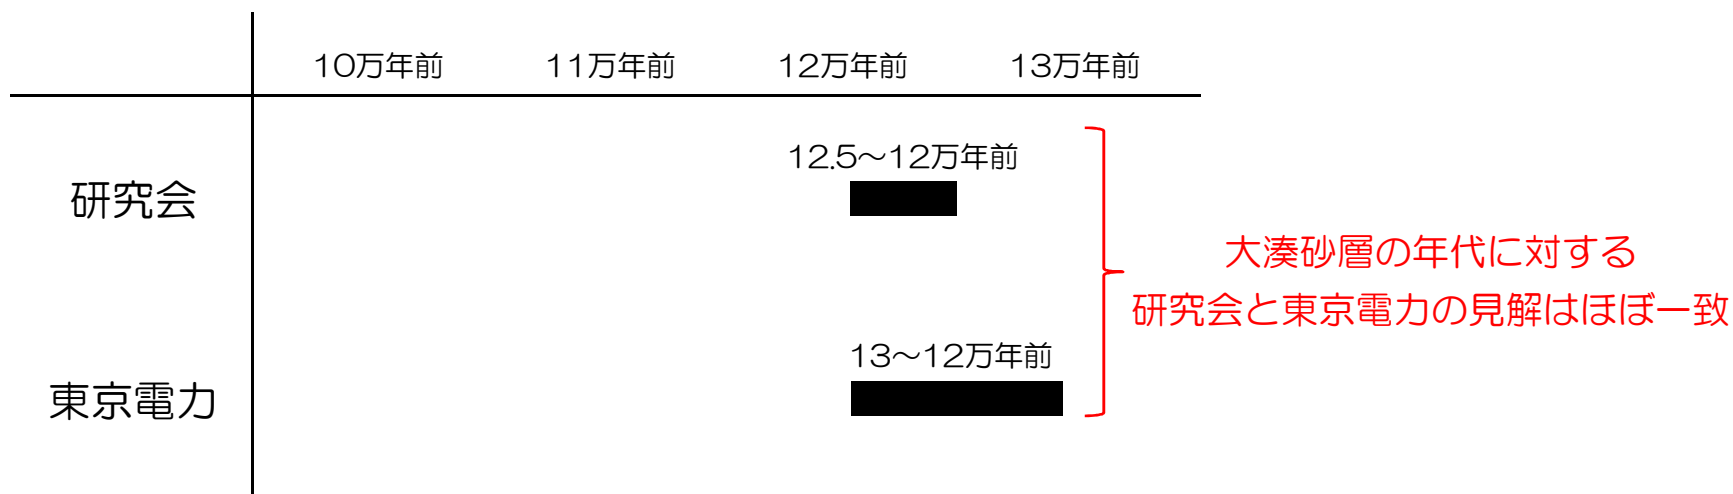 10万年前 11万年前 12万年前 13万年前
12.5～12万年前
研究会
大湊砂層の年代に対する
研究会と東京電力の見解はほぼ一致
13～12万年前
東京電力